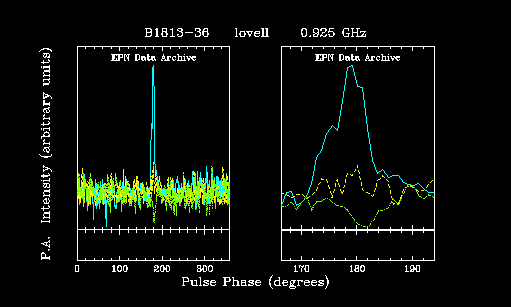 B1813-36 lovell 0.925 GHz
EPN Data Archive EPN Data Archive
P.A. Intensity (arbitrary units)
0 100 200 300 170 180 190
Pulse Phase (degrees)